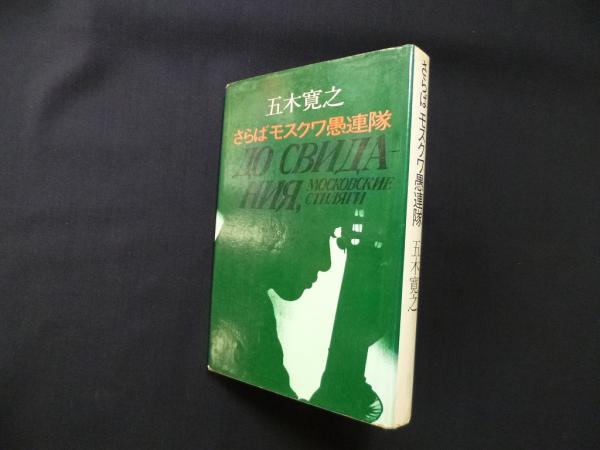 五木寛之
さらばモスクワ愚連隊
ДО СВИДА-
НИЯ, МОСКОВСКИЕ
СТИЛЯГИ
さらばモスクワ愚連隊 五木寛之